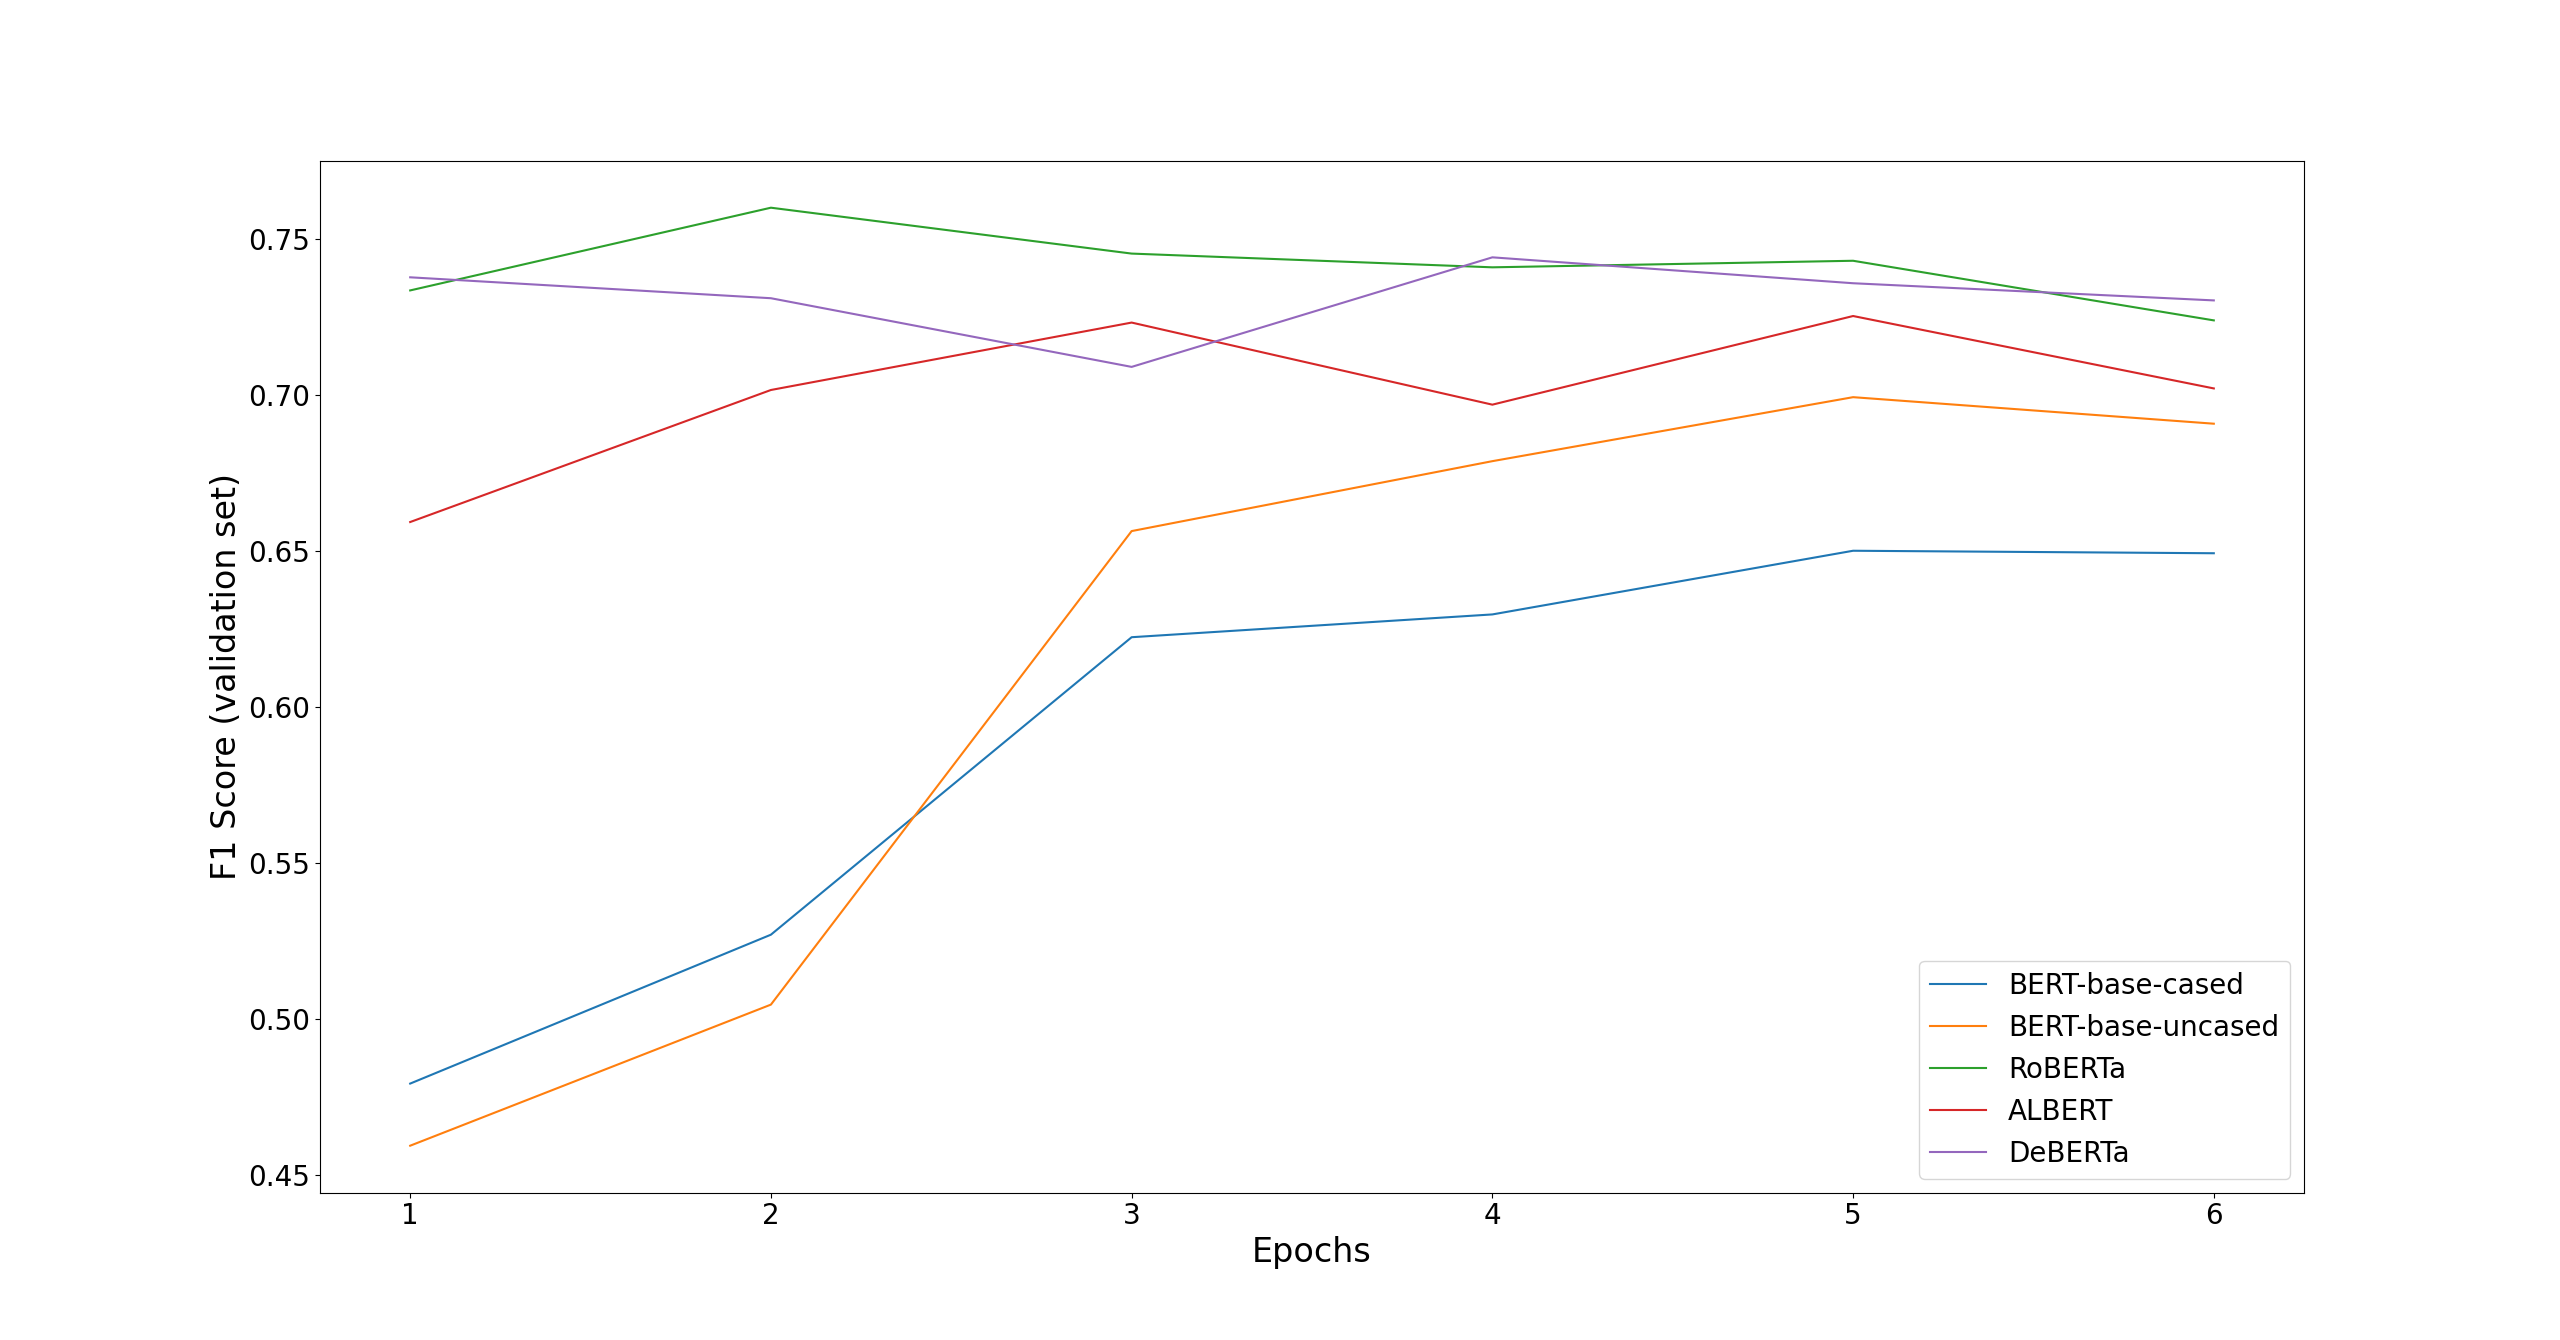 F1 Score (validation set)
0.75
0.70
0.65
0.60
0.55
0.50
0.45
1 2 3 4 5 6
Epochs
BERT-base-cased
BERT-base-uncased
RoBERTa
ALBERT
DeBERTa